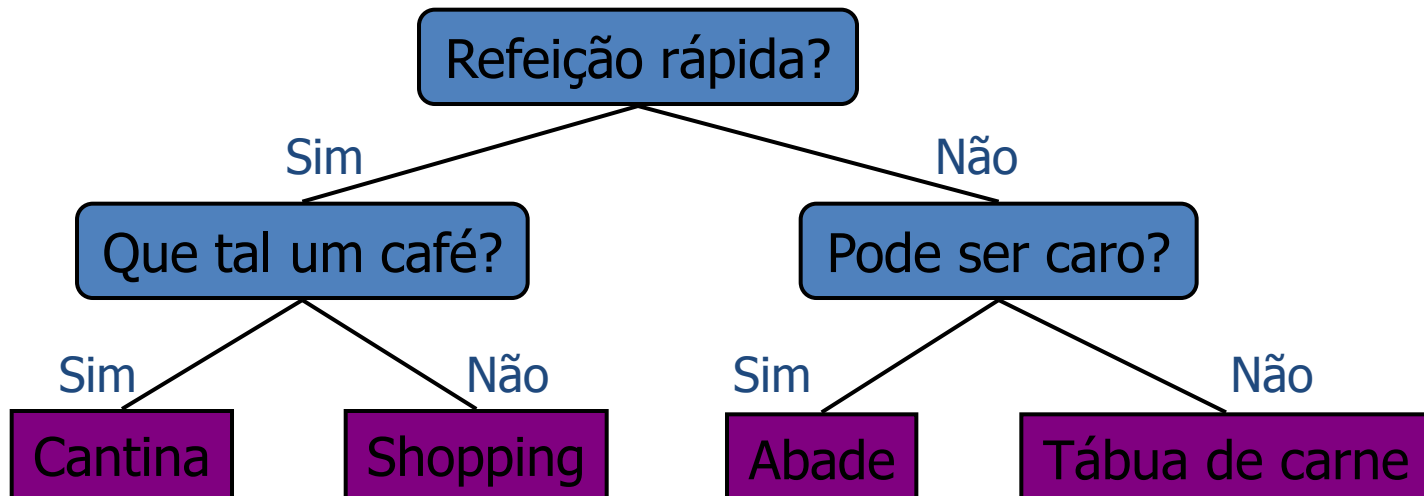 Refeição rápida?
Sim
Não
Que tal um café?
Pode ser caro?
Sim
Não
Sim
Não
Cantina
Shopping
Abade
Tábua de carne